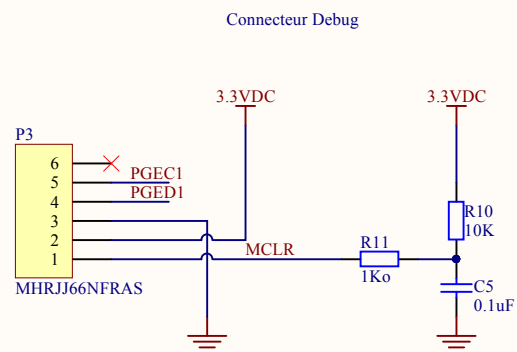 Connecteur Debug
3.3VDC
3.3VDC
P3
6
5
PGEC1
4
PGED1
3
2
1
MCLR
MHRJJ66NFRAS
R10
10K
R11
1Ko
C5
0.1uF